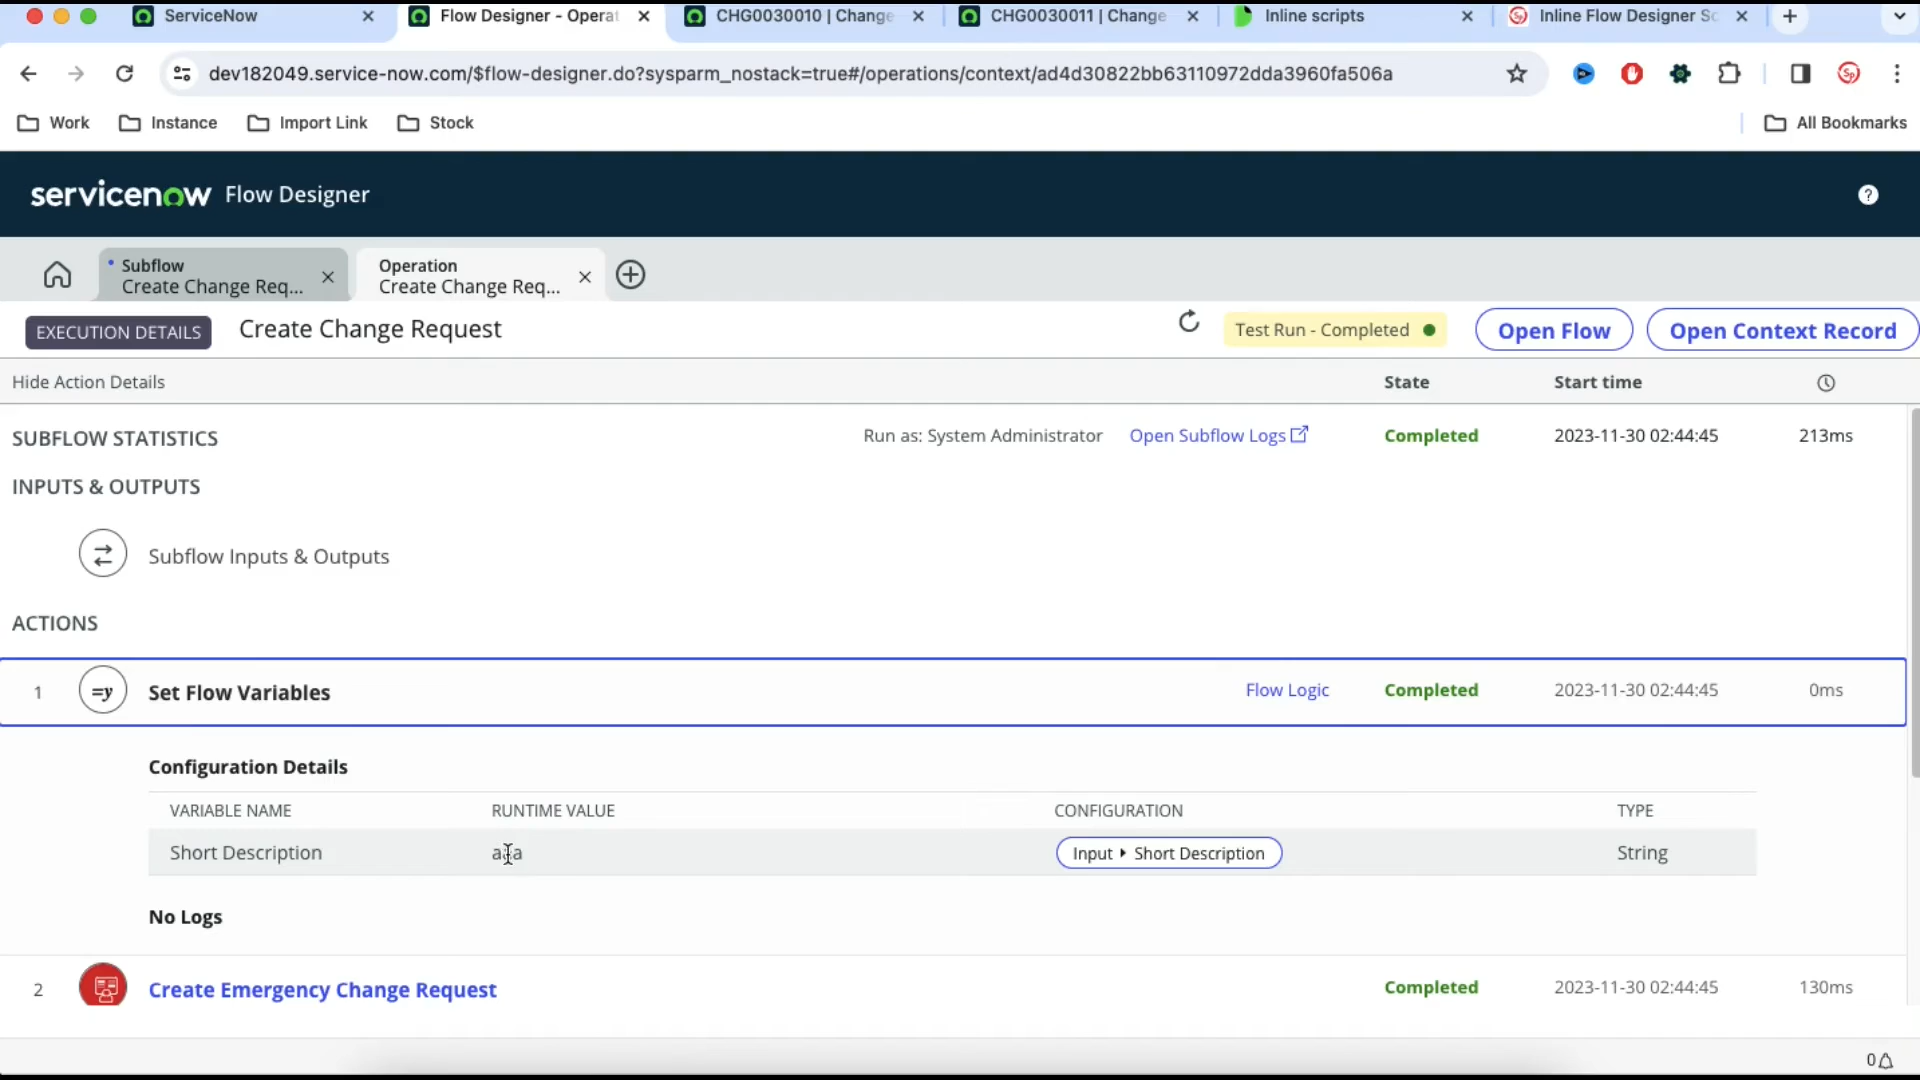 ServiceNow
Flow Designer - Operat
CHG0030010 | Change
CHG0030011 | Change
Inline scripts
Inline Flow Designer Sc
dev182049.service-now.com/$flow-designer.do?sysparm_nostack=true#/operations/context/ad4d30822bb63110972dda3960fa506a
Work
Instance
Import Link
Stock
All Bookmarks
servicenow Flow Designer
Subflow
Create Change Req...
Operation
Create Change Req...
EXECUTION DETAILS
Create Change Request
Test Run - Completed
Open Flow
Open Context Record
Hide Action Details
State
Start time
SUBFLOW STATISTICS
Run as: System Administrator
Open Subflow Logs
Completed
2023-11-30 02:44:45
213ms
INPUTS & OUTPUTS
Subflow Inputs & Outputs
ACTIONS
1
=y
Set Flow Variables
Flow Logic
Completed
2023-11-30 02:44:45
0ms
Configuration Details
VARIABLE NAME
RUNTIME VALUE
CONFIGURATION
TYPE
Short Description
Input ▸ Short Description
String
No Logs
2
Create Emergency Change Request
Completed
2023-11-30 02:44:45
130ms
0